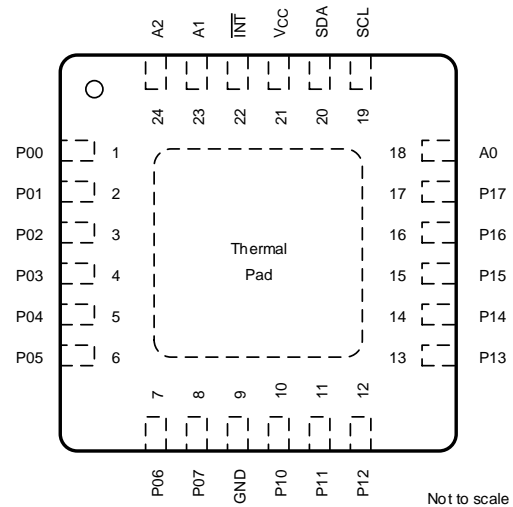 A2 A1 INT VCC SDA SCL
24 23 22 21 20 19
P00 1 18 A0
P01 2 17 P17
P02 3 16 P16
P03 4 Thermal 15 P15
Pad
P04 5 14 P14
P05 6 13 P13
7 8 9 10 11 12
P06 P07 GND P10 P11 P12
Not to scale